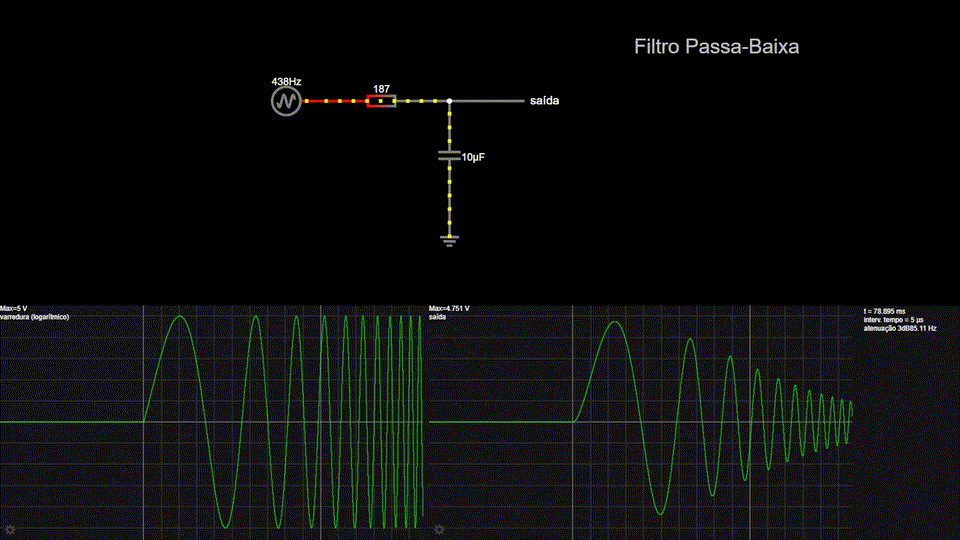 Filtro Passa-Baixa
438Hz
187
saída
10µF
Max=5 V
varredura (logarítmico)
Max=4.751 V
saída
t = 78.895 ms
interv. tempo = 5 µs
atenuação 3dB85.11 Hz